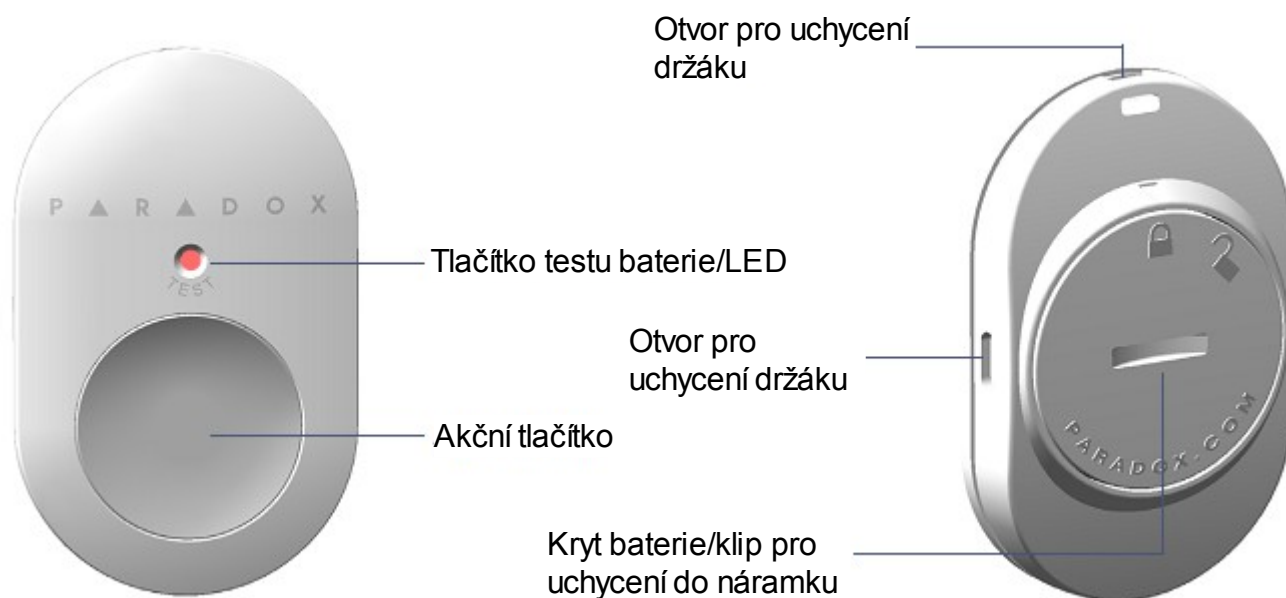 PARADOX
TEST
Tlačítko testu baterie/LED
Akční tlačítko
Otvor pro uchycení
držáku
Otvor pro
uchycení držáku
Kryt baterie/klip pro
uchycení do náramku
PARADOX.COM